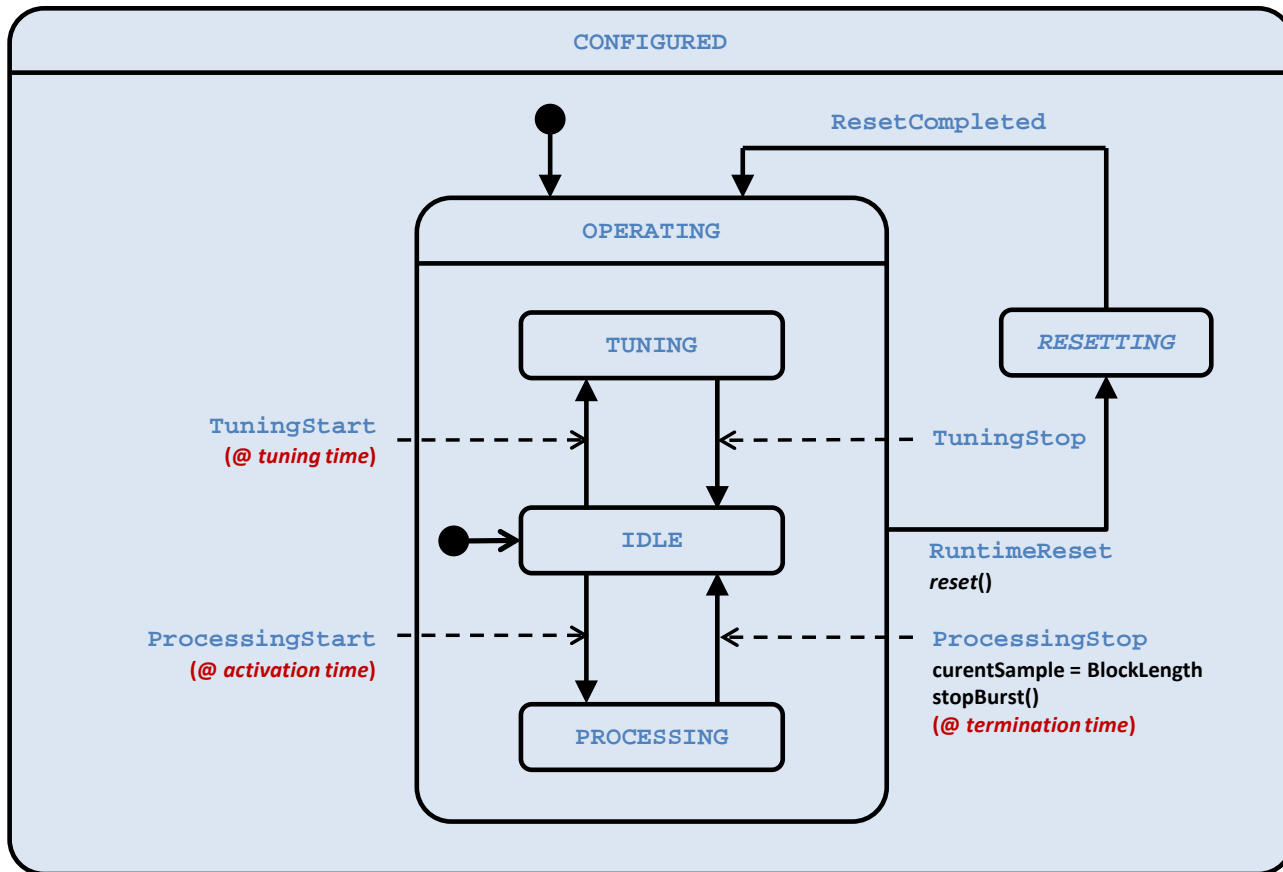 CONFIGURED
ResetCompleted
OPERATING
TUNING
RESETTING
TuningStart
(@ tuning time)
TuningStop
IDLE
RuntimeReset
reset()
ProcessingStart
(@ activation time)
ProcessingStop
curentSample = BlockLength
stopBurst()
(@ termination time)
PROCESSING